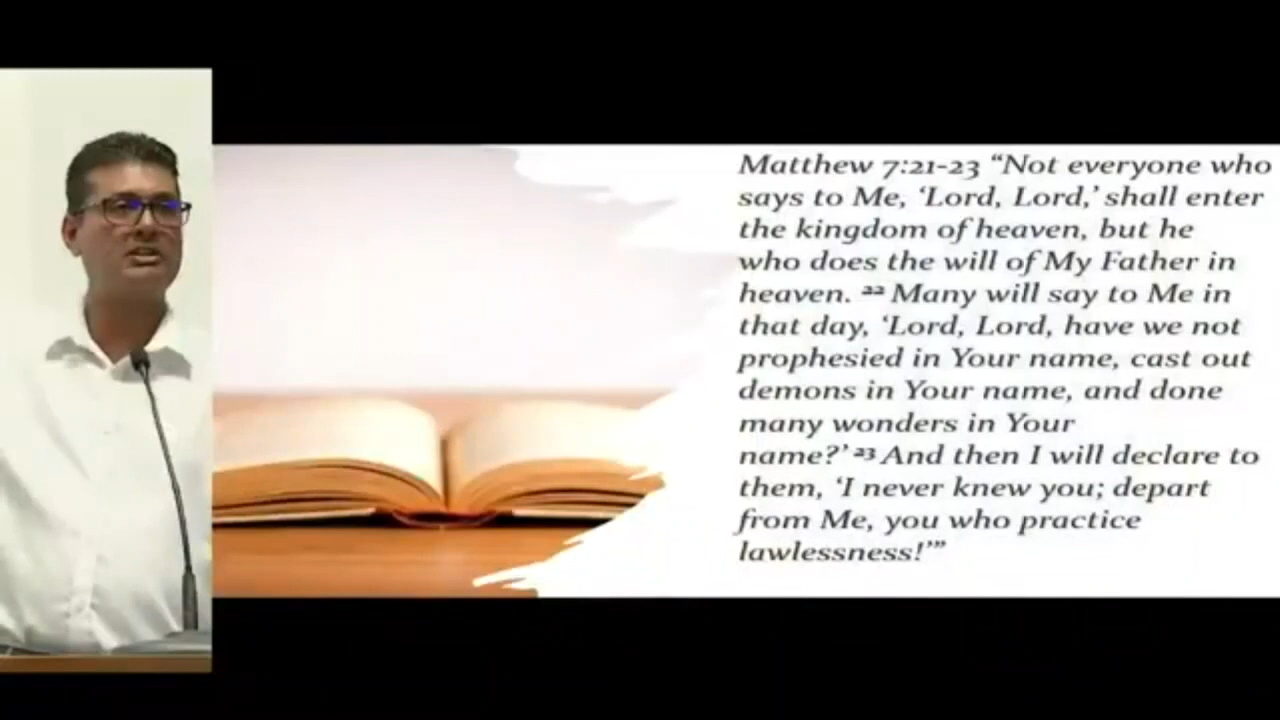 Matthew 7:21-23 “Not everyone who
says to Me, ‘Lord, Lord,’ shall enter
the kingdom of heaven, but he
who does the will of My Father in
heaven. ²² Many will say to Me in
that day, ‘Lord, Lord, have we not
prophesied in Your name, cast out
demons in Your name, and done
many wonders in Your
name?’ ²³ And then I will declare to
them, ‘I never knew you; depart
from Me, you who practice
lawlessness!’”